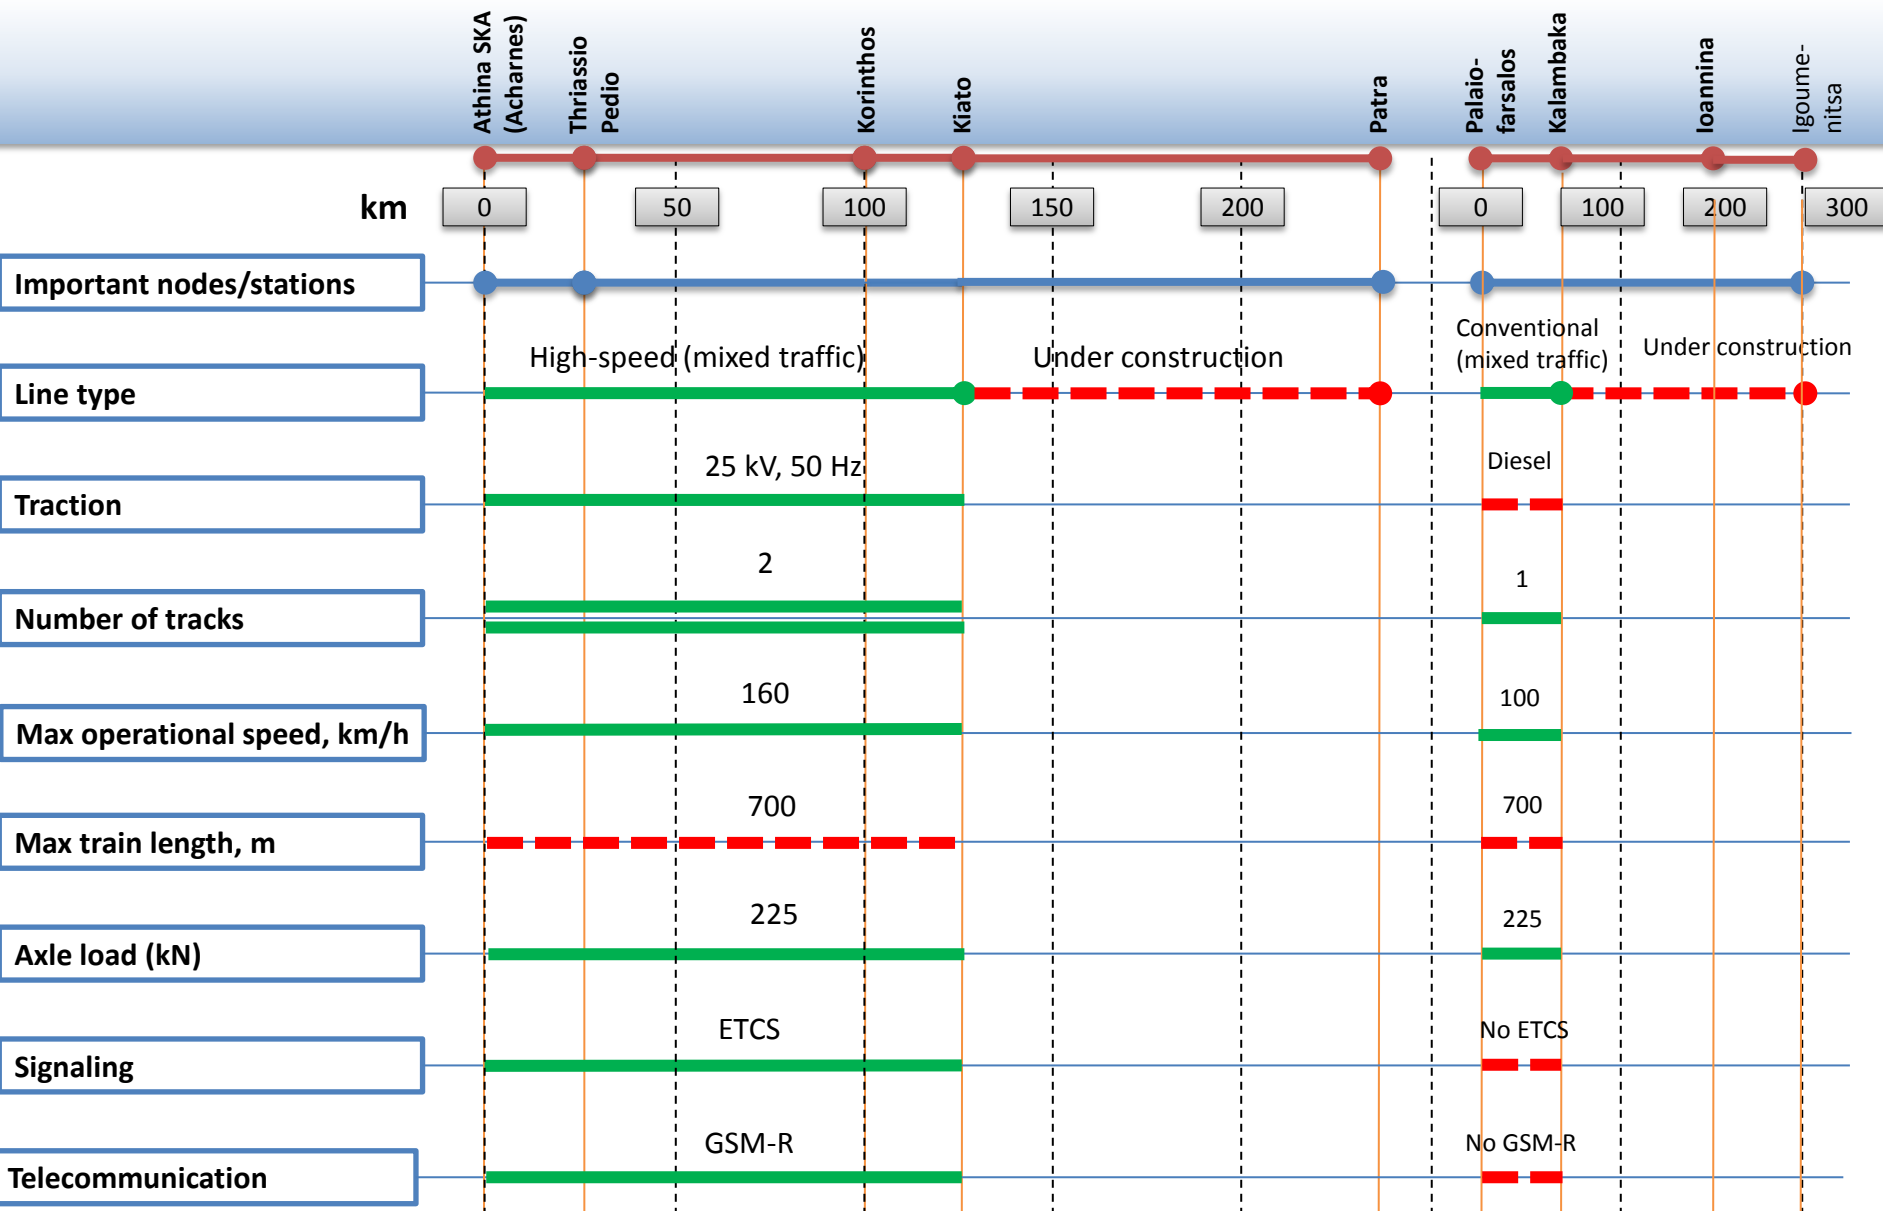 Athina SKA
(Acharnes)
Thriassio
Pedio
Korinthos
Kiato
Patra
Palaio-
farsalos
Kalambaka
Ioannina
Igoume-
nitsa
km
0
50
100
150
200
0
100
200
300
Important nodes/stations
Line type
High-speed (mixed traffic)
Under construction
Conventional
(mixed traffic)
Under construction
Traction
25 kV, 50 Hz
Diesel
Number of tracks
2
1
Max operational speed, km/h
160
100
Max train length, m
700
700
Axle load (kN)
225
225
Signaling
ETCS
No ETCS
Telecommunication
GSM-R
No GSM-R